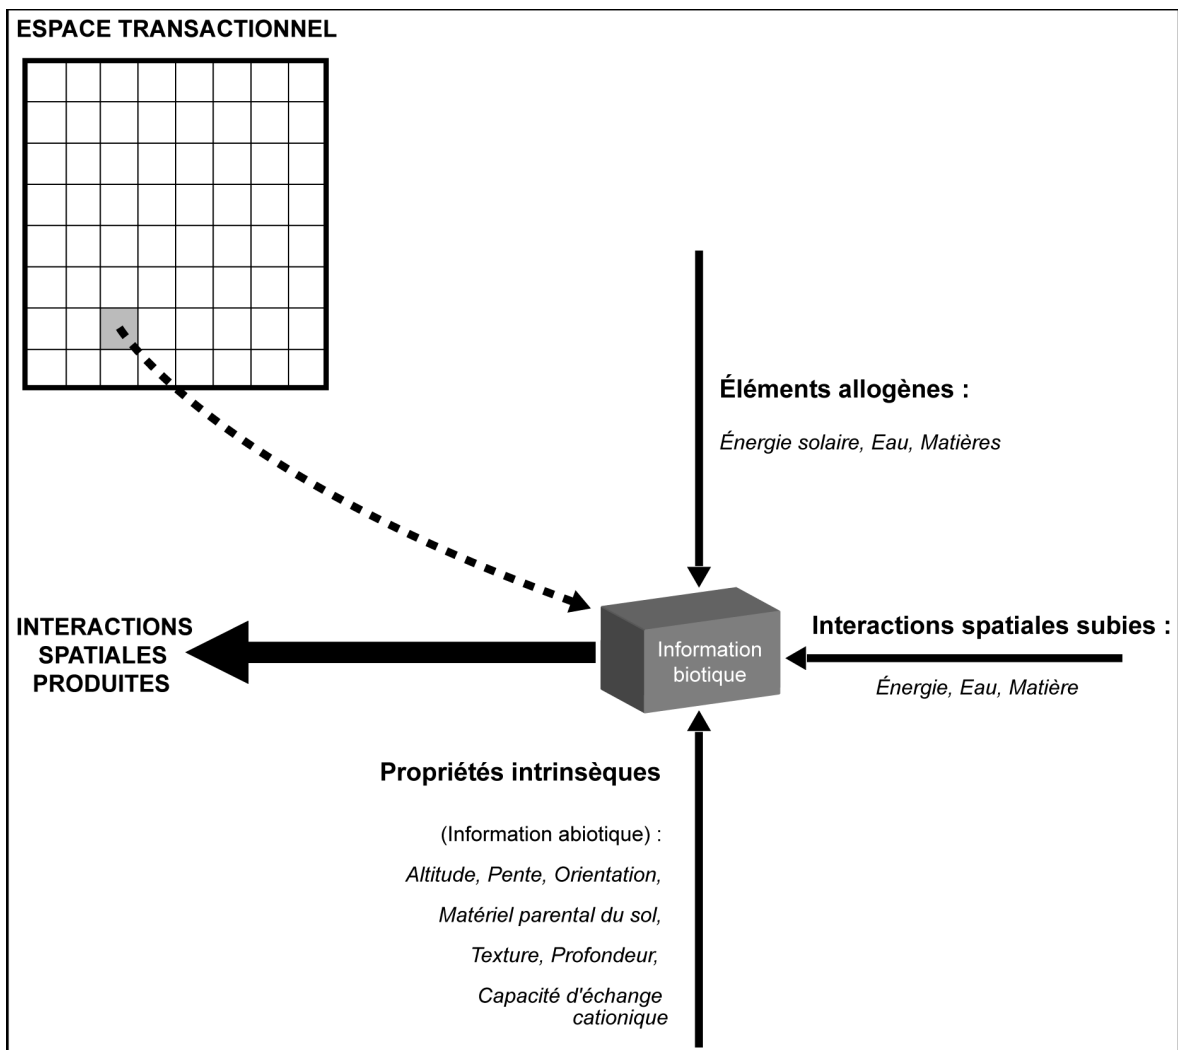 ESPACE TRANSACTIONNEL
Éléments allogènes :
Énergie solaire, Eau, Matières
INTERACTIONS
SPATIALES
PRODUITES
Information
biotique
Interactions spatiales subies :
Énergie, Eau, Matière
Propriétés intrinsèques
(Information abiotique) :
Altitude, Pente, Orientation,
Matériel parental du sol,
Texture, Profondeur,
Capacité d'échange
cationique